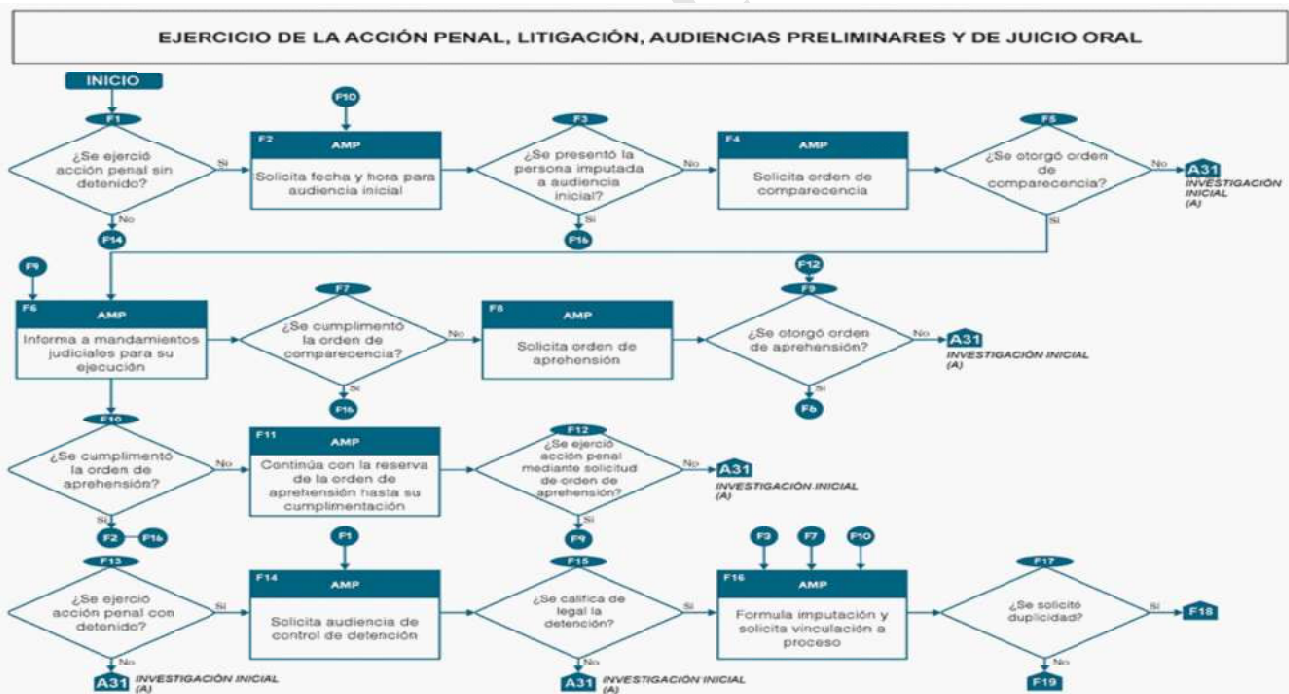 EJERCICIO DE LA ACCIÓN PENAL, LITIGACIÓN, AUDIENCIAS PRELIMINARES Y DE JUICIO ORAL
INICIO
F1
¿Se ejerció
acción penal sin
detenido?
Si
No
F14
F10
F2
AMP
Solicita fecha y hora para
audiencia inicial
F3
¿Se presentó la
persona imputada
a audiencia
inicial?
No
Si
F16
F4
AMP
Solicita orden de
comparecencia
F5
¿Se otorgó orden
de
comparecencia?
No
Si
A31
INVESTIGACIÓN
INICIAL
(A)
F9
F6
AMP
Informa a mandamientos
judiciales para su
ejecución
F7
¿Se cumplimentó
la orden de
comparecencia?
No
Si
F16
F8
AMP
Solicita orden de
aprehensión
F12
F9
¿Se otorgó orden
de aprehensión?
No
Si
F6
A31
INVESTIGACIÓN INICIAL
(A)
F10
¿Se cumplimentó
la orden de
aprehensión?
No
Si
F2
F16
F11
AMP
Continúa con la reserva
de la orden de
aprehensión hasta su
cumplimentación
F12
¿Se ejerció
acción penal
mediante solicitud
de orden de
aprehensión?
No
Si
F9
A31
INVESTIGACIÓN INICIAL
(A)
F13
¿Se ejerció
acción penal con
detenido?
Si
No
A31
INVESTIGACIÓN INICIAL
(A)
F1
F14
AMP
Solicita audiencia de
control de detención
F15
¿Se califica de
legal la
detención?
Si
No
A31
INVESTIGACIÓN INICIAL
(A)
F3
F7
F10
F16
AMP
Formula imputación y
solicita vinculación a
proceso
F17
¿Se solicitó
duplicidad?
Si
F18
No
F19